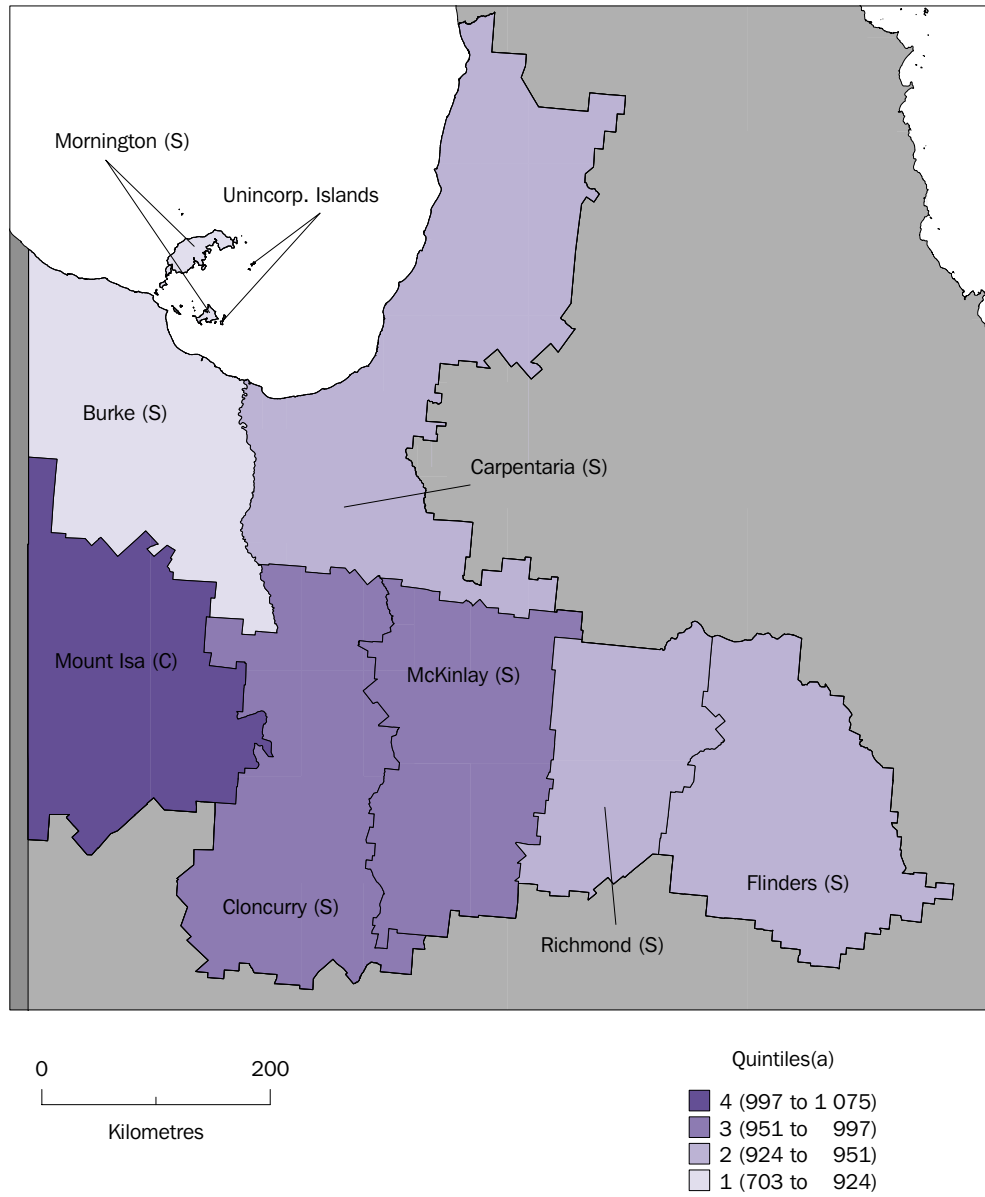 Mornington (S)
Unincorp. Islands
Burke (S)
Carpentaria (S)
Mount Isa (C)
McKinlay (S)
Flinders (S)
Cloncurry (S)
Richmond (S)
0 200
Kilometres
Quintiles(a)
4 (997 to 1 075)
3 (951 to 997)
2 (924 to 951)
1 (703 to 924)